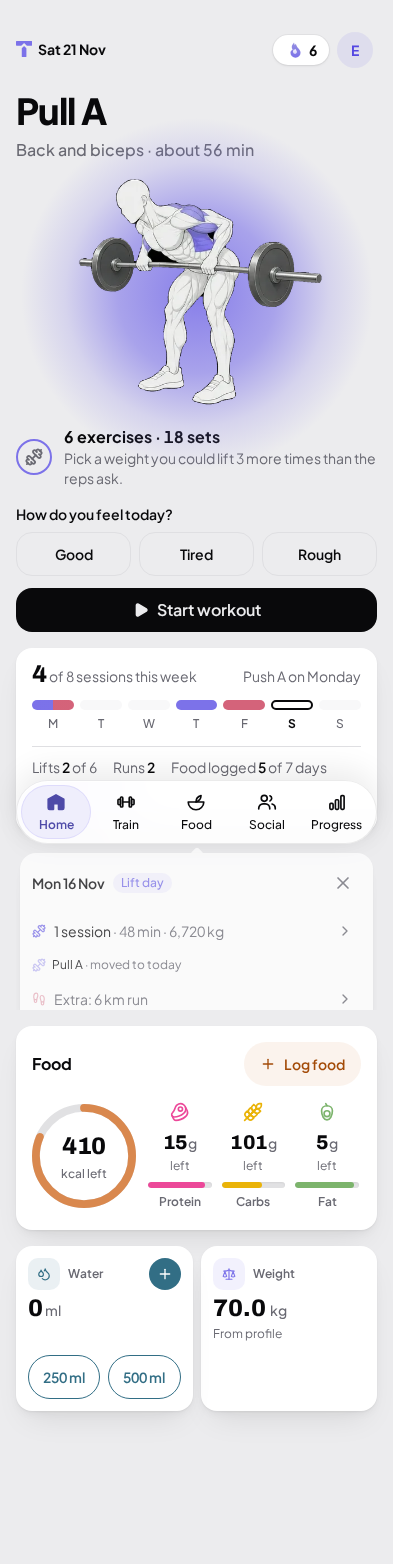 Sat 21 Nov
6
E
Pull A
Back and biceps · about 56 min
6 exercises · 18 sets
Pick a weight you could lift 3 more times than the
reps ask.
How do you feel today?
Good
Tired
Rough
Start workout
4 of 8 sessions this week
Push A on Monday
M T W T F S S
Lifts 2 of 6 Runs 2 Food logged 5 of 7 days
Home Train Food Social Progress
Mon 16 Nov Lift day
1 session · 48 min · 6,720 kg
Pull A · moved to today
Extra: 6 km run
Food
Log food
410
kcal left
15g 101g 5g
left left left
Protein Carbs Fat
Water
0 ml
250 ml 500 ml
Weight
70.0 kg
From profile